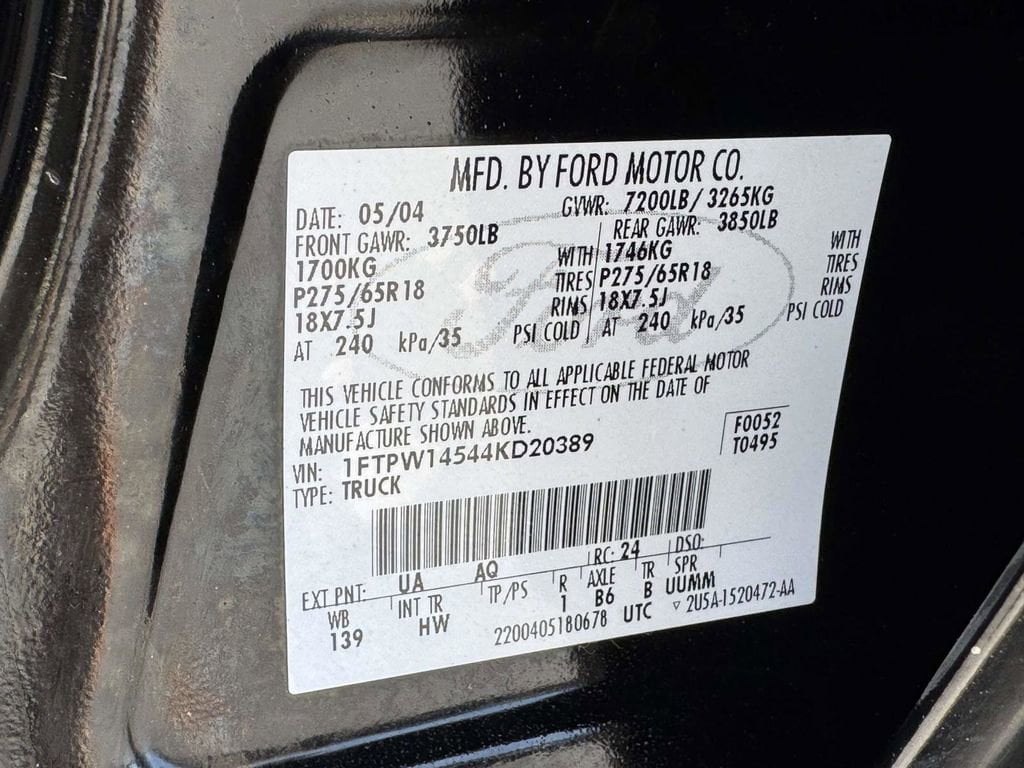 MFD. BY FORD MOTOR CO.
DATE: 05/04 GVWR: 7200LB/ 3265KG
FRONT GAWR: 3750LB REAR GAWR: 3850LB
1700KG WITH 1746KG WITH
P275/65R18 TIRES P275/65R18 TIRES
18X7.5J RIMS 18X7.5J RIMS
AT 240 kPa/35 PSI COLD AT 240 kPa/35 PSI COLD
Ford
THIS VEHICLE CONFORMS TO ALL APPLICABLE FEDERAL MOTOR
VEHICLE SAFETY STANDARDS IN EFFECT ON THE DATE OF
MANUFACTURE SHOWN ABOVE.
VIN: 1FTPW14544KD20389
TYPE: TRUCK
F0052
T0495
EXT PNT: UA AQ RC: 24 DSO:
WB INT TR TP/PS R AXLE TR SPR
139 HW 1 B6 B UUMM
2200405180678 UTC ▽ 2U5A-1520472-AA